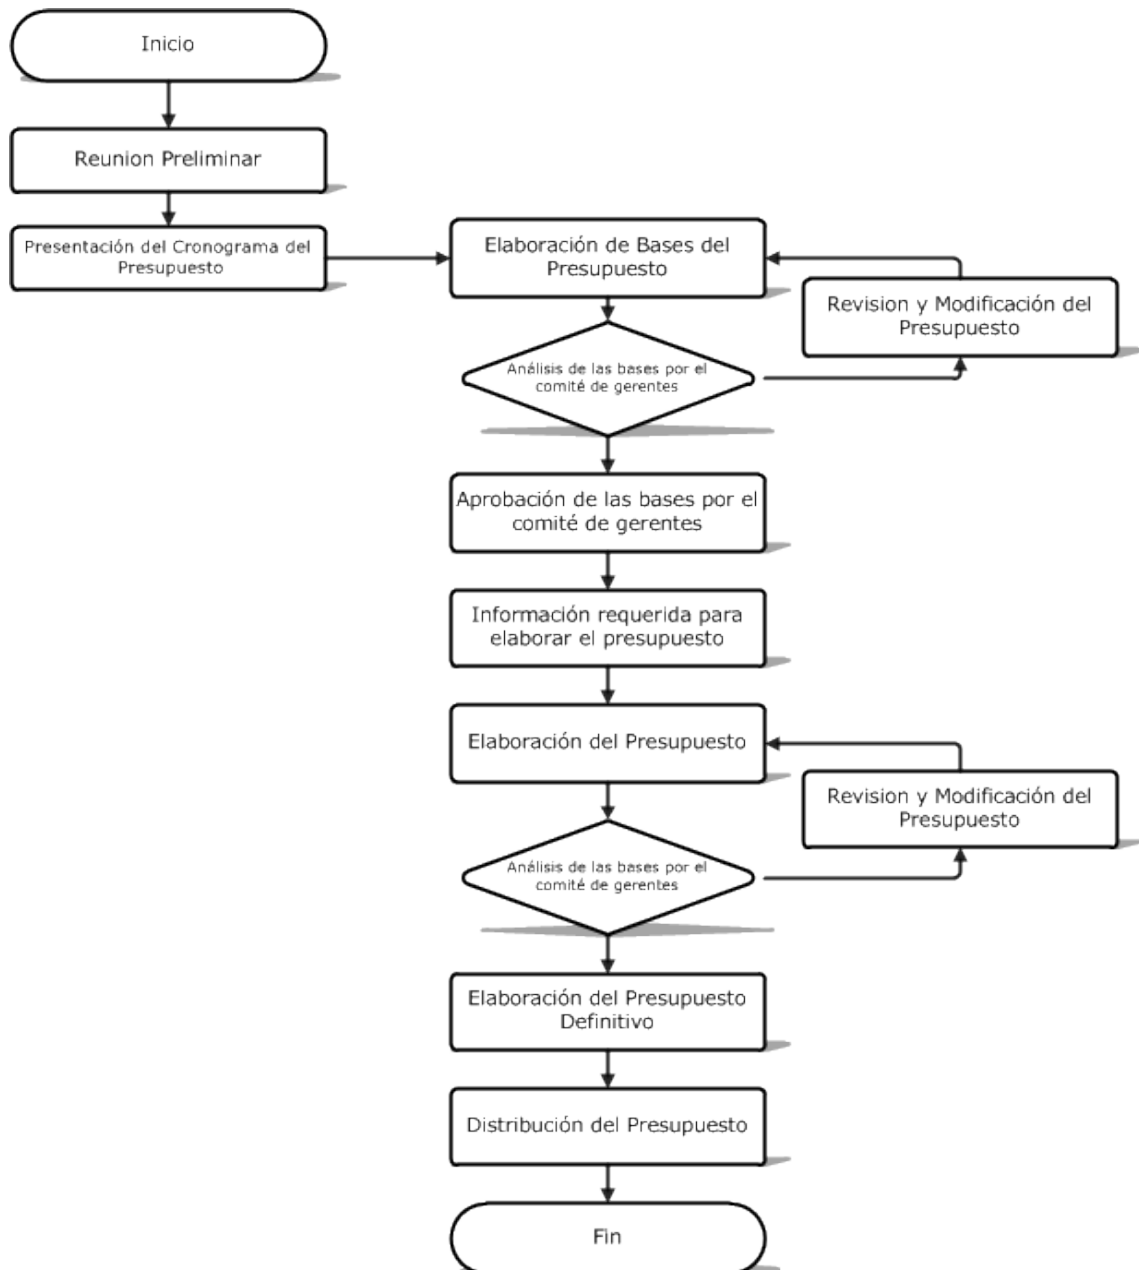 Inicio
Reunion Preliminar
Presentación del Cronograma del
Presupuesto
Elaboración de Bases del
Presupuesto
Revision y Modificación del
Presupuesto
Análisis de las bases por el
comité de gerentes
Aprobación de las bases por el
comité de gerentes
Información requerida para
elaborar el presupuesto
Elaboración del Presupuesto
Revision y Modificación del
Presupuesto
Análisis de las bases por el
comité de gerentes
Elaboración del Presupuesto
Definitivo
Distribución del Presupuesto
Fin